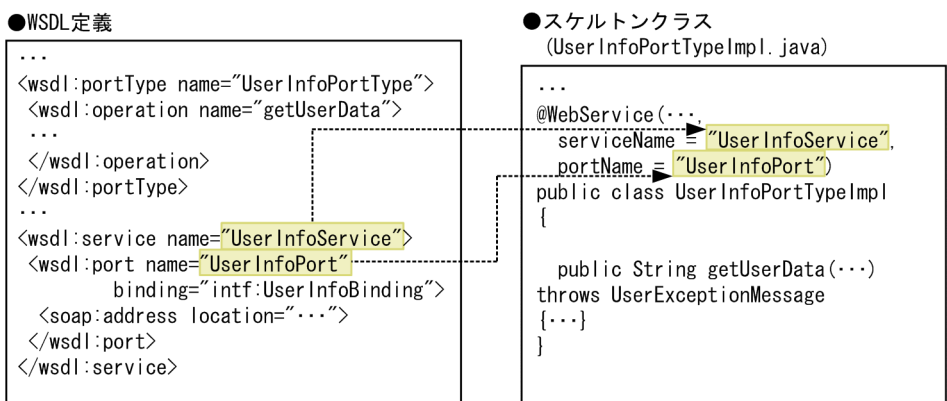 ●WSDL定義
...
<wsdl:portType name="UserInfoPortType">
<wsdl:operation name="getUserData">
...
</wsdl:operation>
</wsdl:portType>
...
<wsdl:service name="UserInfoService">
<wsdl:port name="UserInfoPort"
binding="intf:UserInfoBinding">
<soap:address location="...">
</wsdl:port>
</wsdl:service>
●スケルトンクラス
(UserInfoPortTypeImpl.java)
...
@WebService(...,
serviceName = "UserInfoService",
portName = "UserInfoPort")
public class UserInfoPortTypeImpl
{
public String getUserData(...)
throws UserExceptionMessage
{...}
}